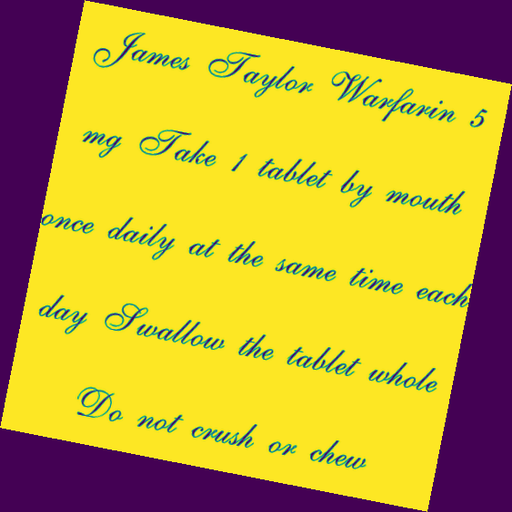 James Taylor Warfarin 5
mg Take 1 tablet by mouth
once daily at the same time each
day Swallow the tablet whole
Do not crush or chew